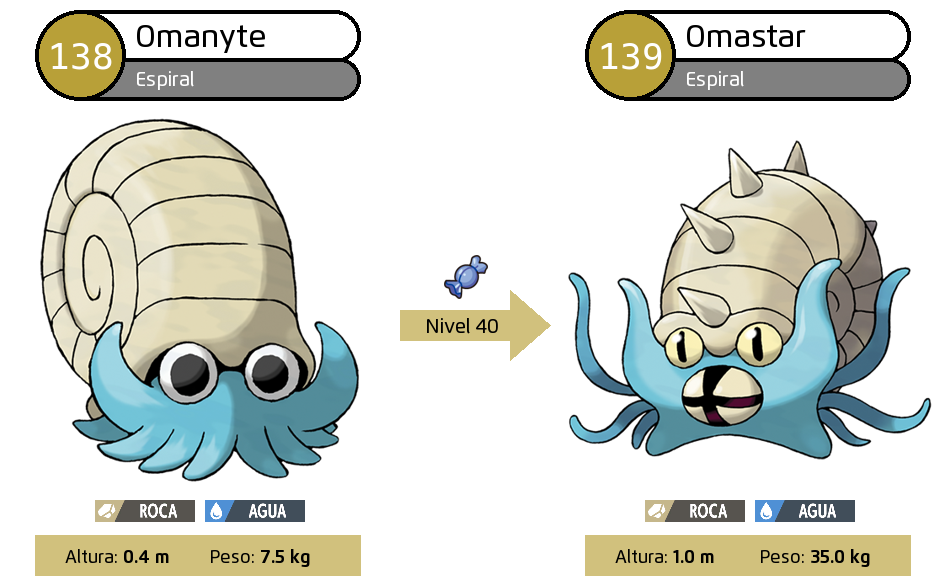 138 Omanyte
Espiral
139 Omastar
Espiral
Nivel 40
ROCA AGUA
Altura: 0.4 m Peso: 7.5 kg
ROCA AGUA
Altura: 1.0 m Peso: 35.0 kg